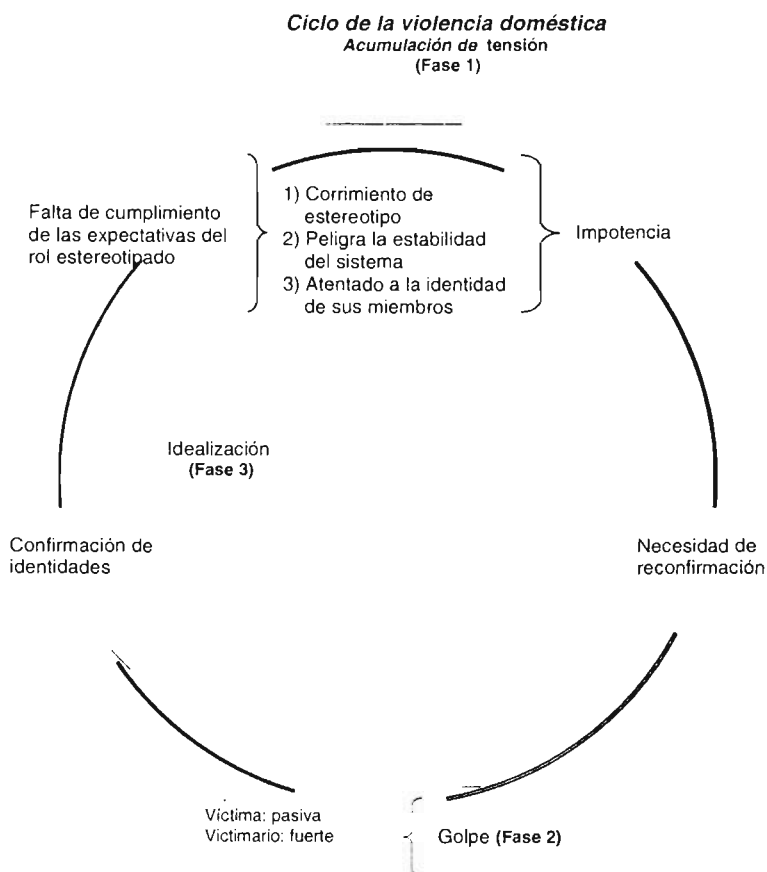 Ciclo de la violencia doméstica
Acumulación de tensión
(Fase 1)
Falta de cumplimiento
de las expectativas del
rol estereotipado
1) Corrimiento de
estereotipo
2) Peligra la estabilidad
del sistema
3) Atentado a la identidad
de sus miembros
Impotencia
Idealización
(Fase 3)
Confirmación de
identidades
Necesidad de
reconfirmación
Víctima: pasiva
Victimario: fuerte
Golpe (Fase 2)